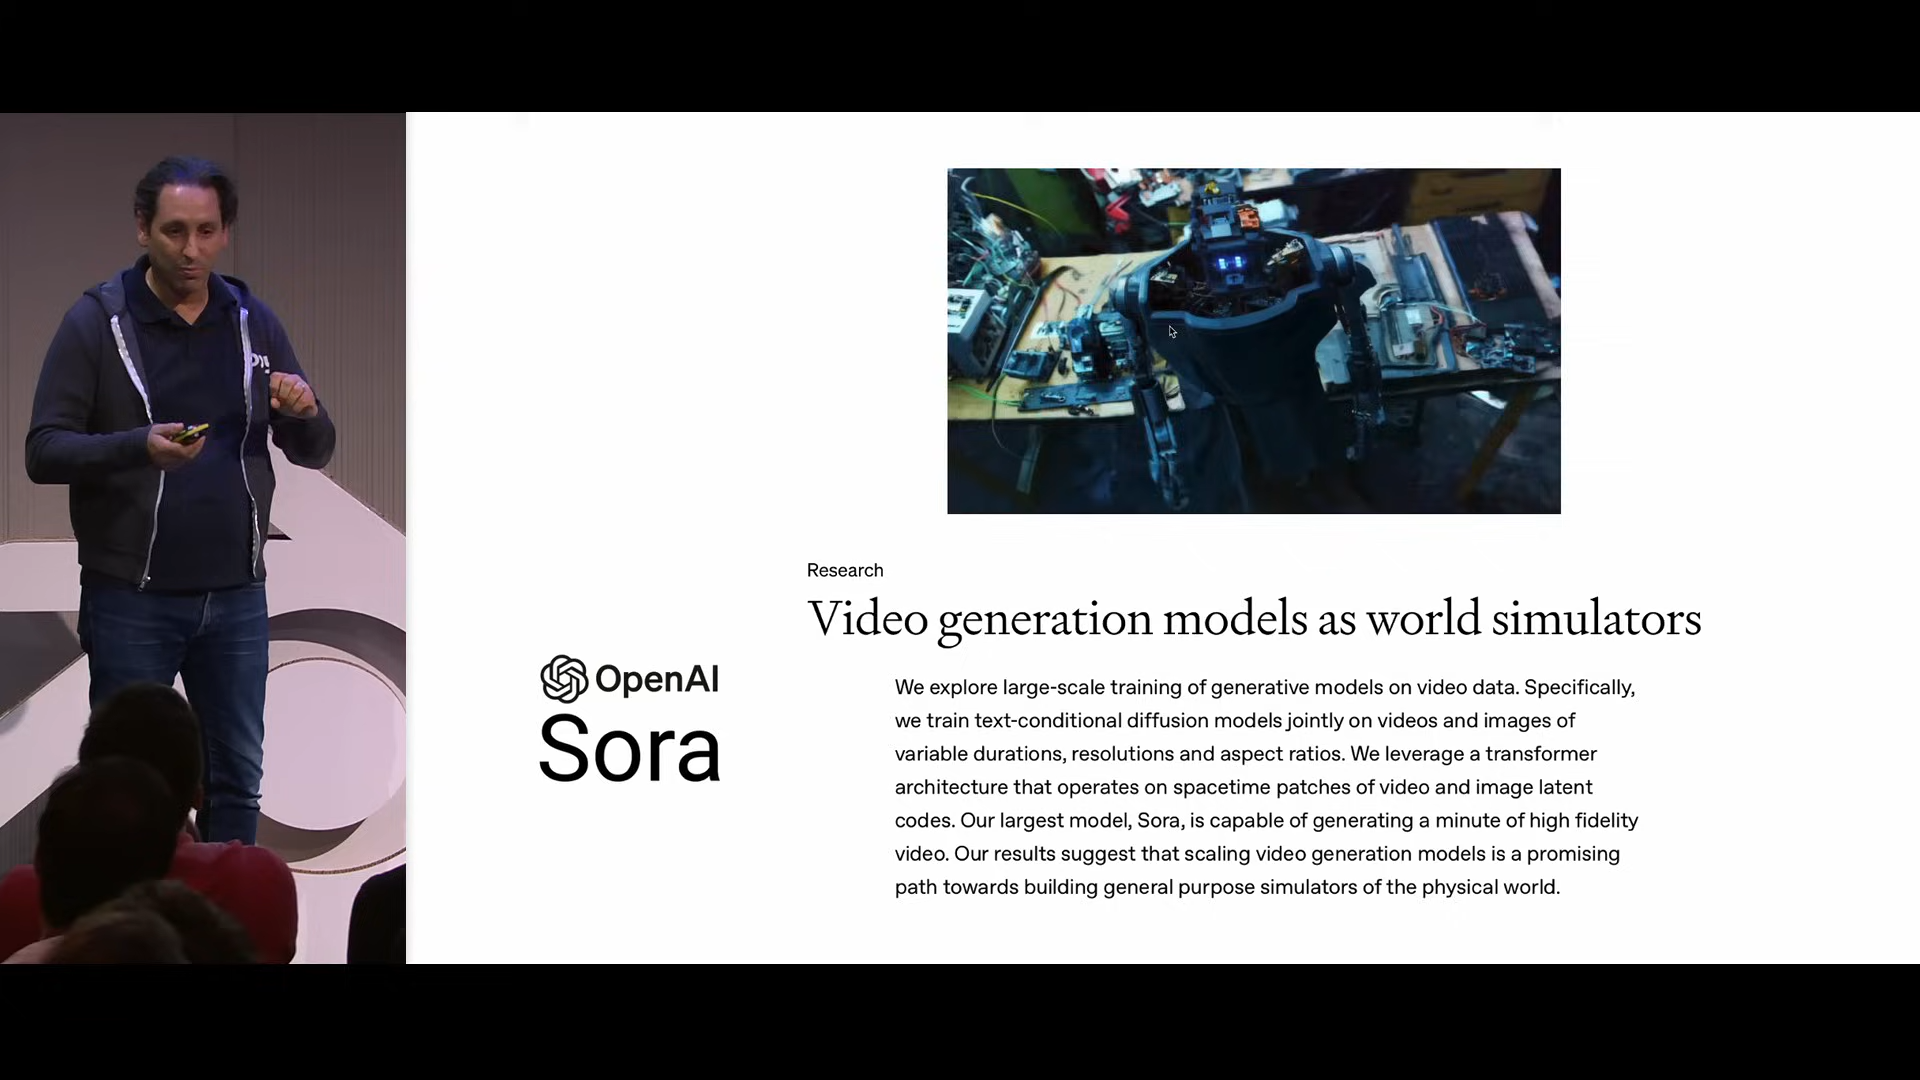 Research
Video generation models as world simulators
OpenAI
Sora
We explore large-scale training of generative models on video data. Specifically,
we train text-conditional diffusion models jointly on videos and images of
variable durations, resolutions and aspect ratios. We leverage a transformer
architecture that operates on spacetime patches of video and image latent
codes. Our largest model, Sora, is capable of generating a minute of high fidelity
video. Our results suggest that scaling video generation models is a promising
path towards building general purpose simulators of the physical world.